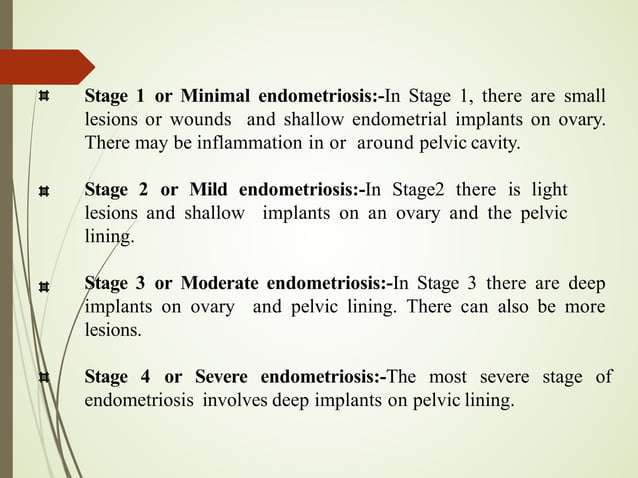 Stage 1 or Minimal endometriosis:-In Stage 1, there are small
lesions or wounds and shallow endometrial implants on ovary.
There may be inflammation in or around pelvic cavity.
Stage 2 or Mild endometriosis:-In Stage2 there is light
lesions and shallow implants on an ovary and the pelvic
lining.
Stage 3 or Moderate endometriosis:-In Stage 3 there are deep
implants on ovary and pelvic lining. There can also be more
lesions.
Stage 4 or Severe endometriosis:-The most severe stage of
endometriosis involves deep implants on pelvic lining.